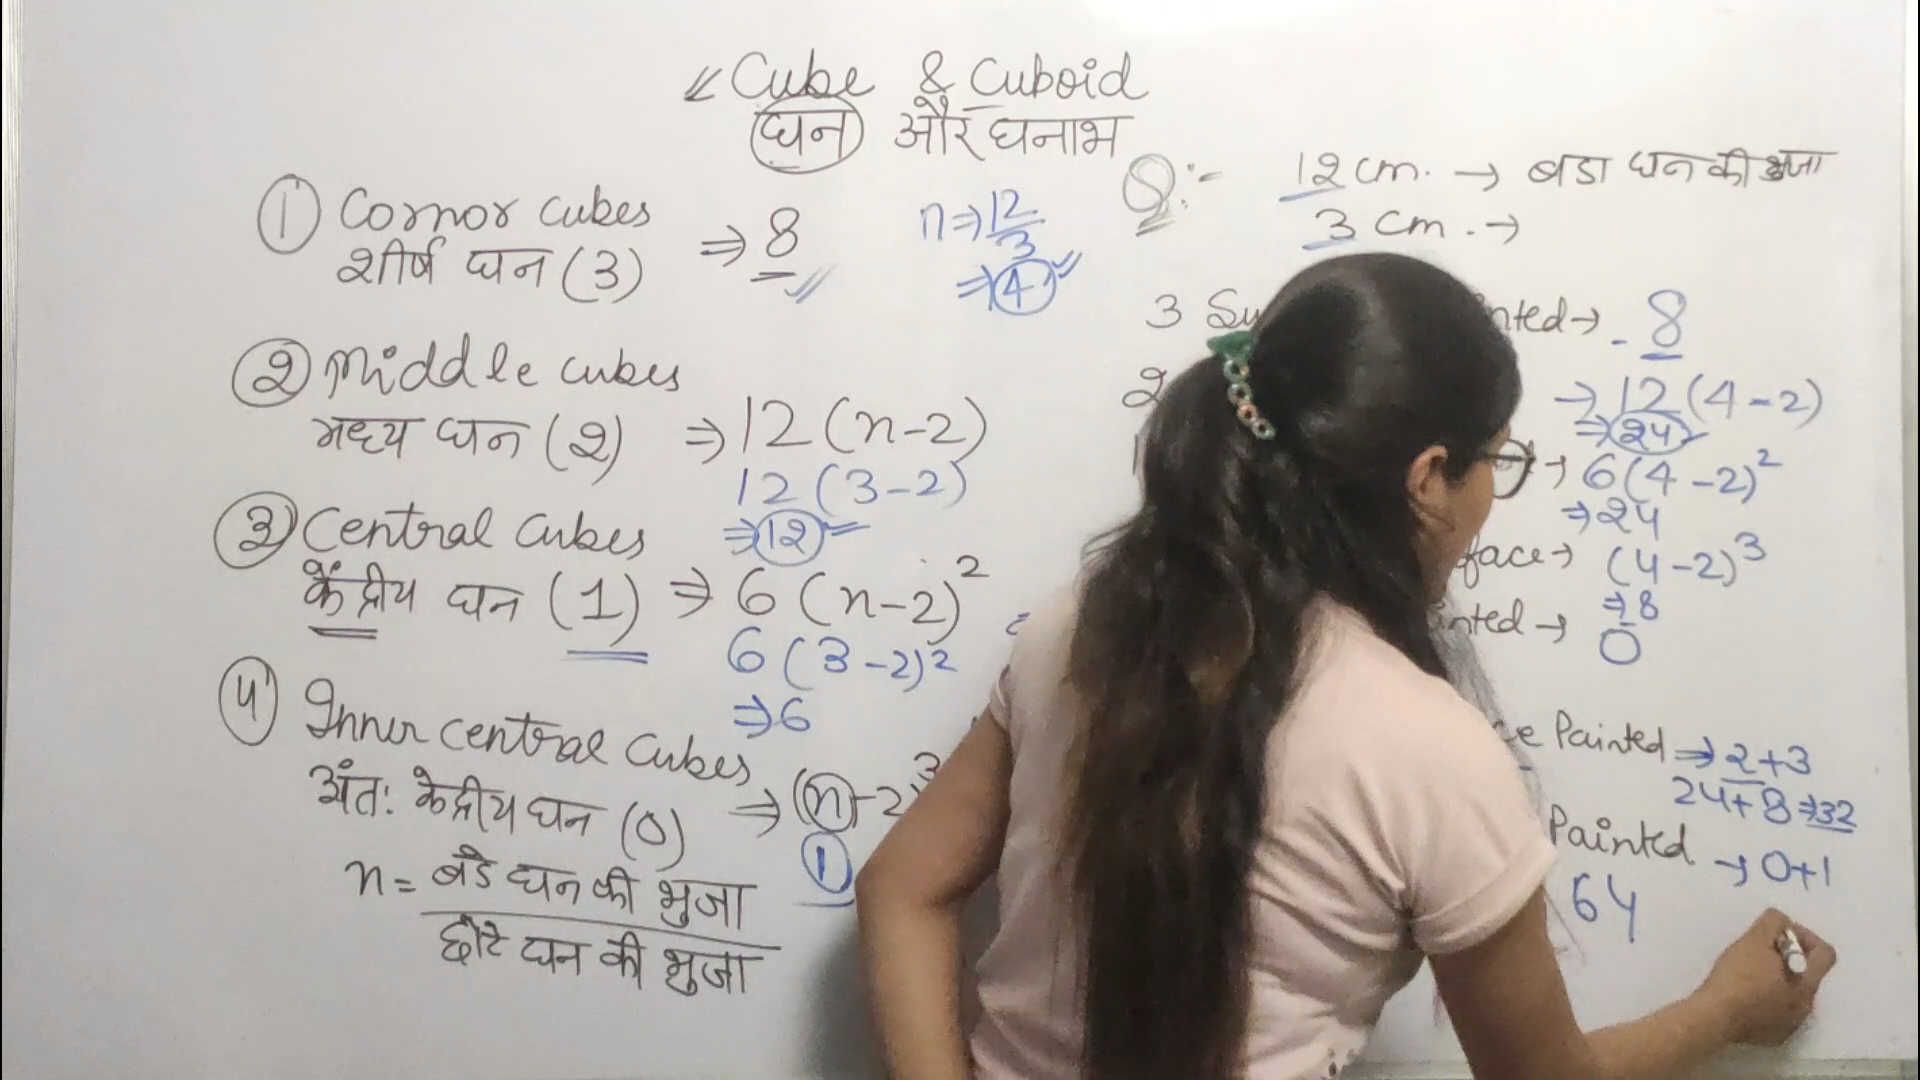 Cube & Cuboid
घन और घनाभ
① Cornor cubes ⇒ 8
शीर्ष घन (3)
n ⇒ 12/3
⇒ 4
② Middle cubes
मध्य घन (2) ⇒ 12(n-2)
12(3-2)
⇒ 12
③ Central Cubes
केंद्रीय घन (1) ⇒ 6(n-2)²
6(3-2)²
⇒ 6
④ Inner central Cubes
अंत: केंद्रीय घन (0) ⇒ (n-2)³
1
n = बड़े घन की भुजा
छोटे घन की भुजा
Q:- 12 cm. → बडा घन की भुजा
3 cm. →
3 → 8
2 → 12(4-2)
⇒ 24
→ 6(4-2)²
⇒ 24
→ (4-2)³
⇒ 8
→ 0
Painted ⇒ 2+3
24+8 ⇒ 32
Painted → 0+1
64